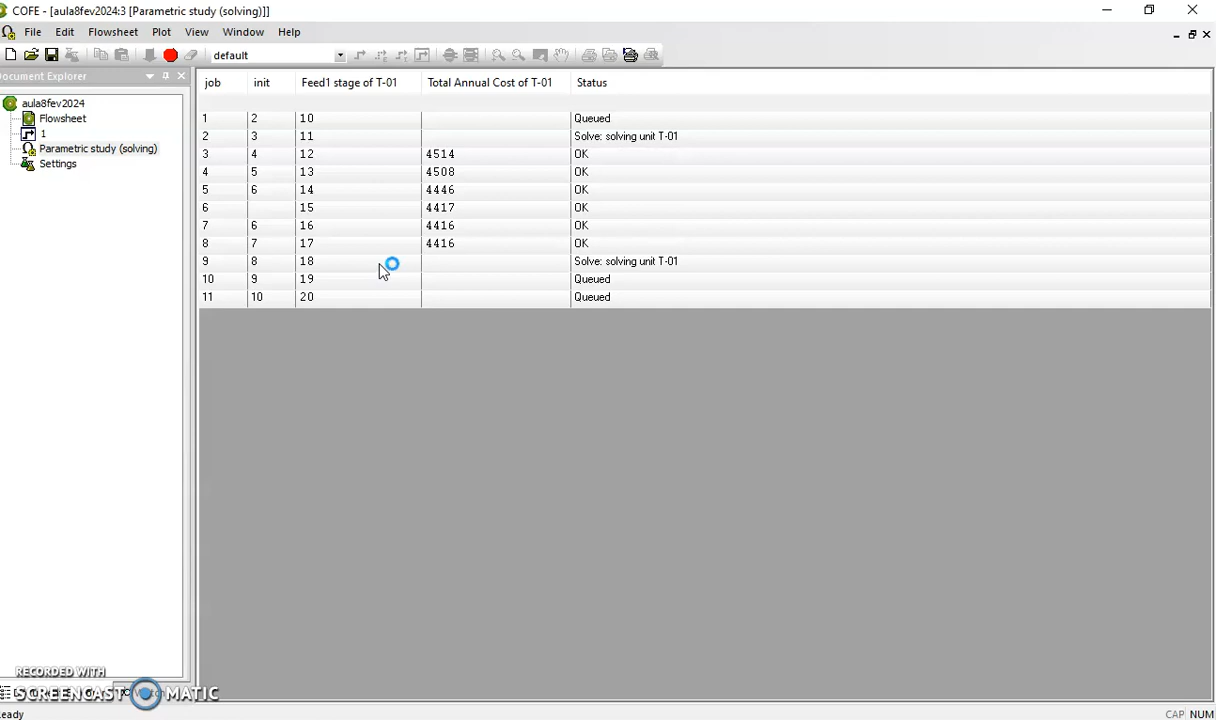 COFE - [aula8fev2024:3 [Parametric study (solving)]]
File Edit Flowsheet Plot View Window Help
default
Document Explorer
aula8fev2024
Flowsheet
1
Parametric study (solving)
Settings
job init Feed1 stage of T-01 Total Annual Cost of T-01 Status
1 2 10 Queued
2 3 11 Solve: solving unit T-01
3 4 12 4514 OK
4 5 13 4508 OK
5 6 14 4446 OK
6 15 4417 OK
7 6 16 4416 OK
8 7 17 4416 OK
9 8 18 Solve: solving unit T-01
10 9 19 Queued
11 10 20 Queued
RECORDED WITH
SCREENCAST MATIC
eady
CAP NUM